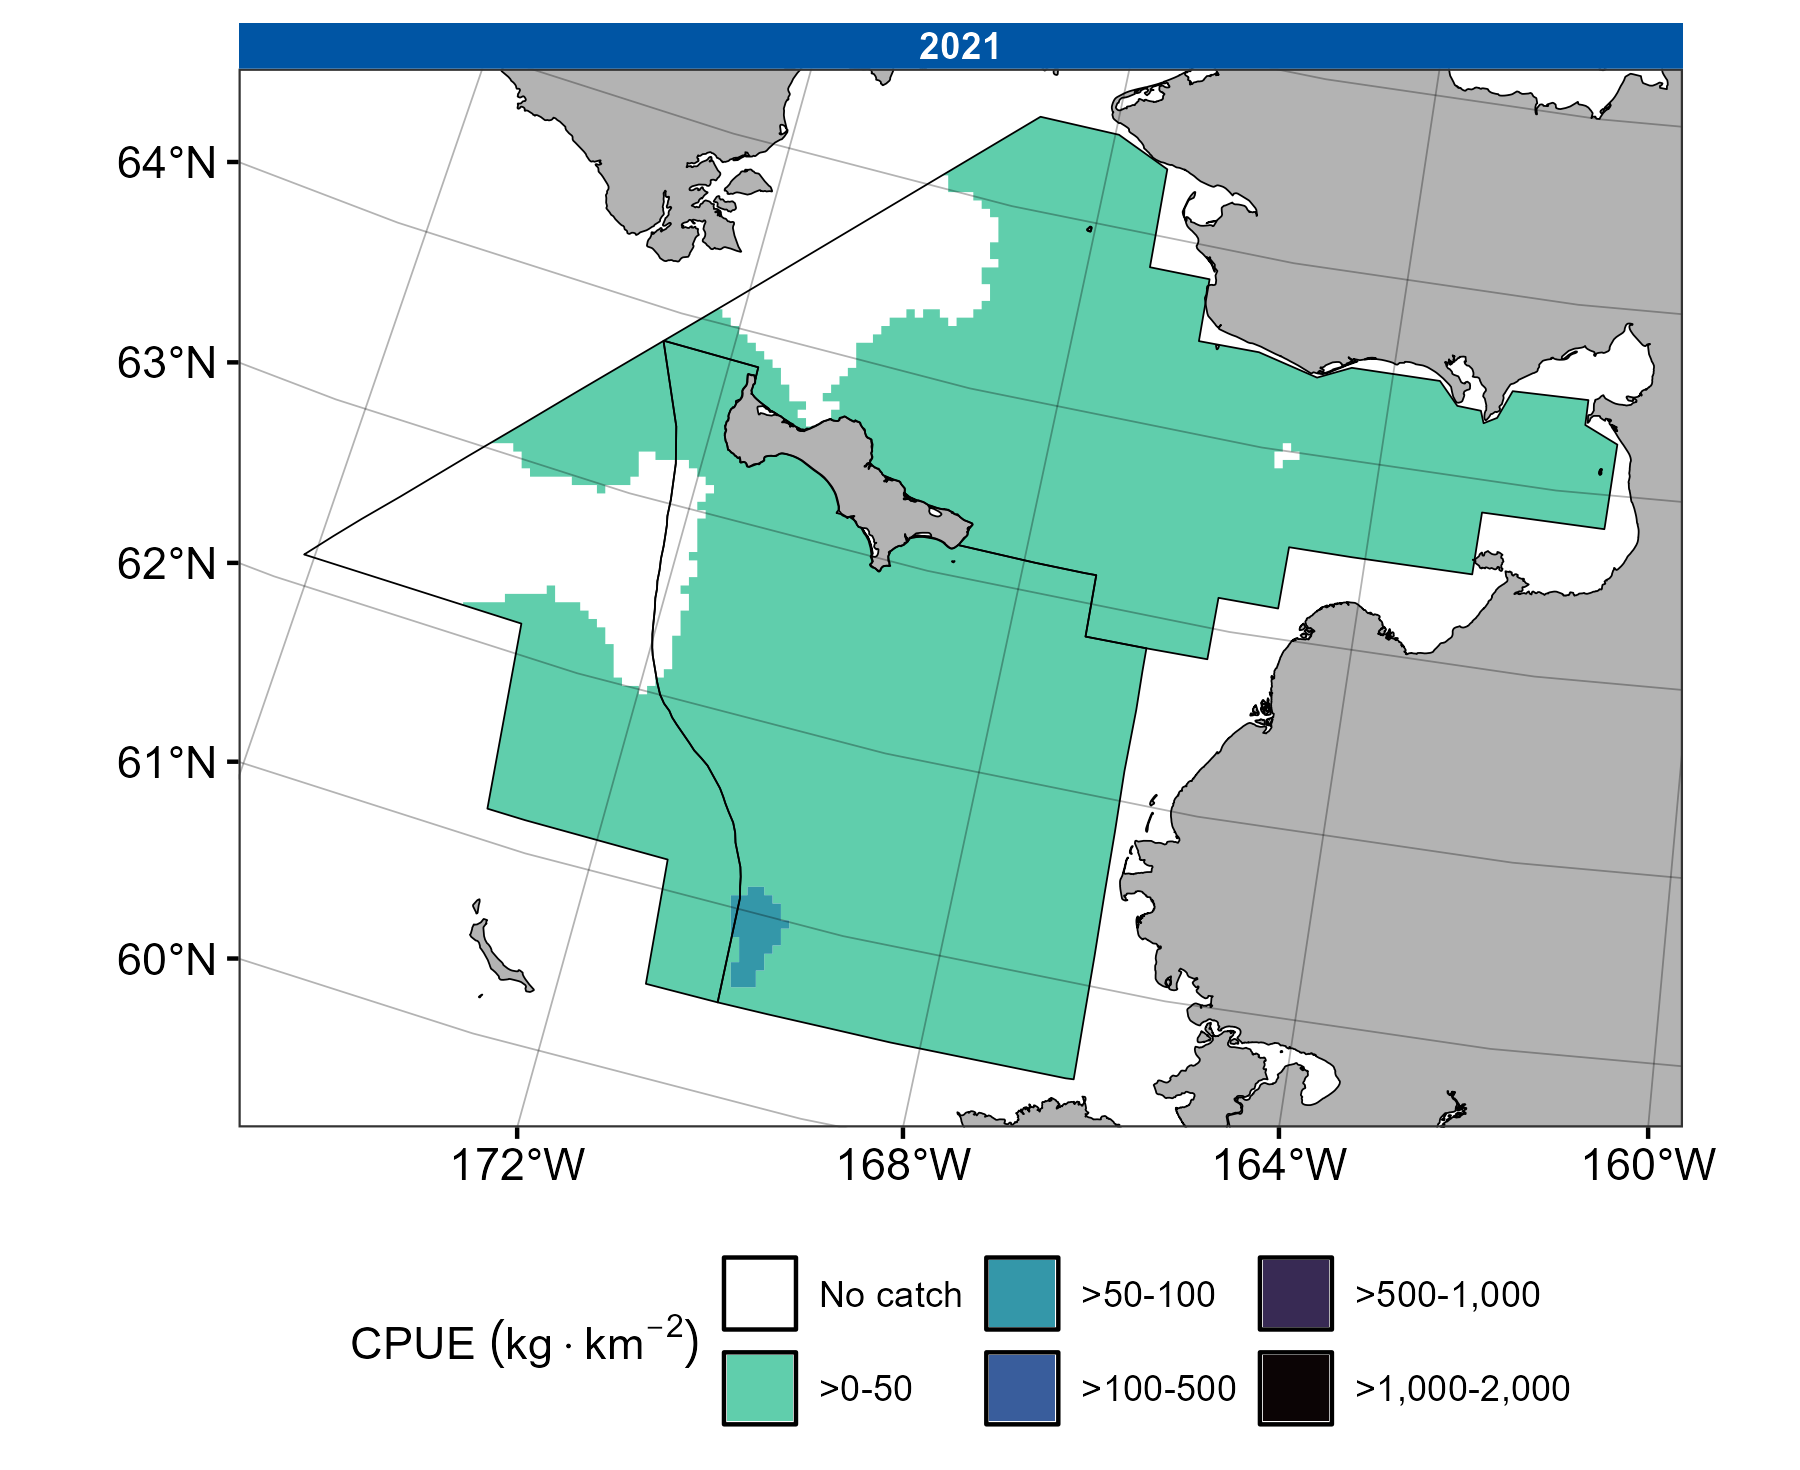 2021
64°N
63°N
62°N
61°N
60°N
172°W
168°W
164°W
160°W
CPUE (kg · km⁻²)
No catch
>0-50
>50-100
>100-500
>500-1,000
>1,000-2,000